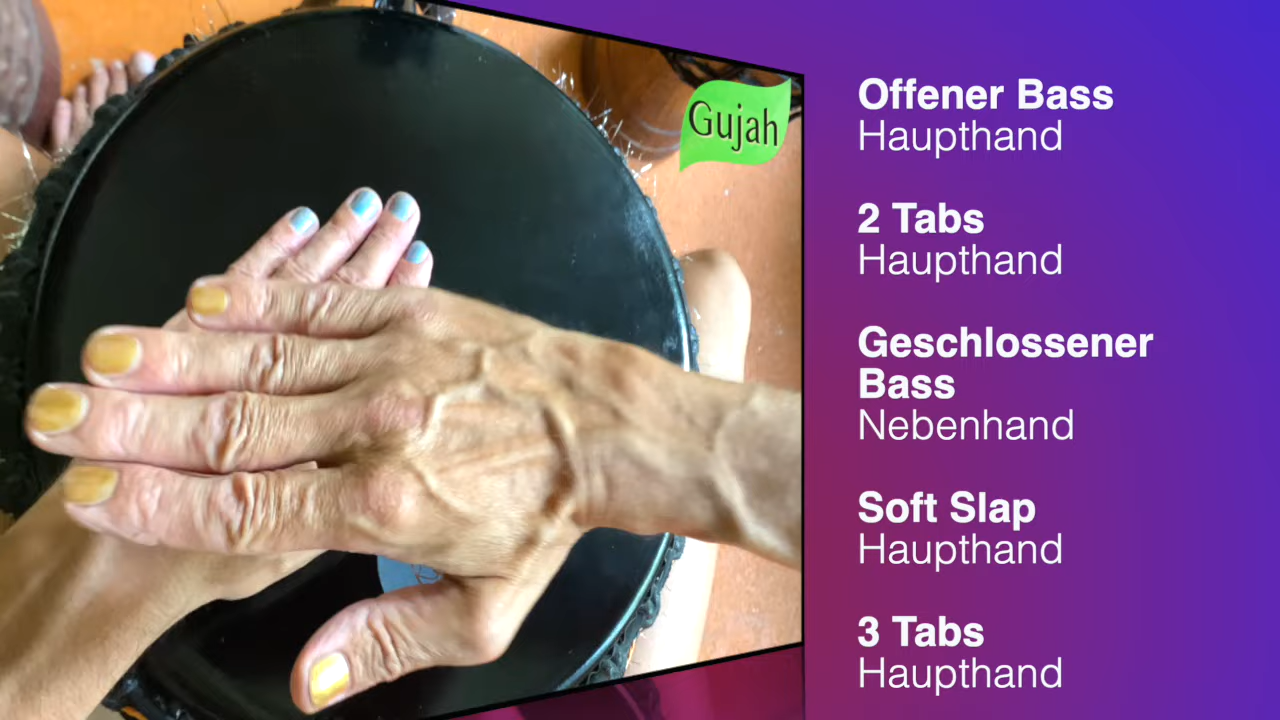 Gujah
Offener Bass
Haupthand
2 Tabs
Haupthand
Geschlossener
Bass
Nebenhand
Soft Slap
Haupthand
3 Tabs
Haupthand